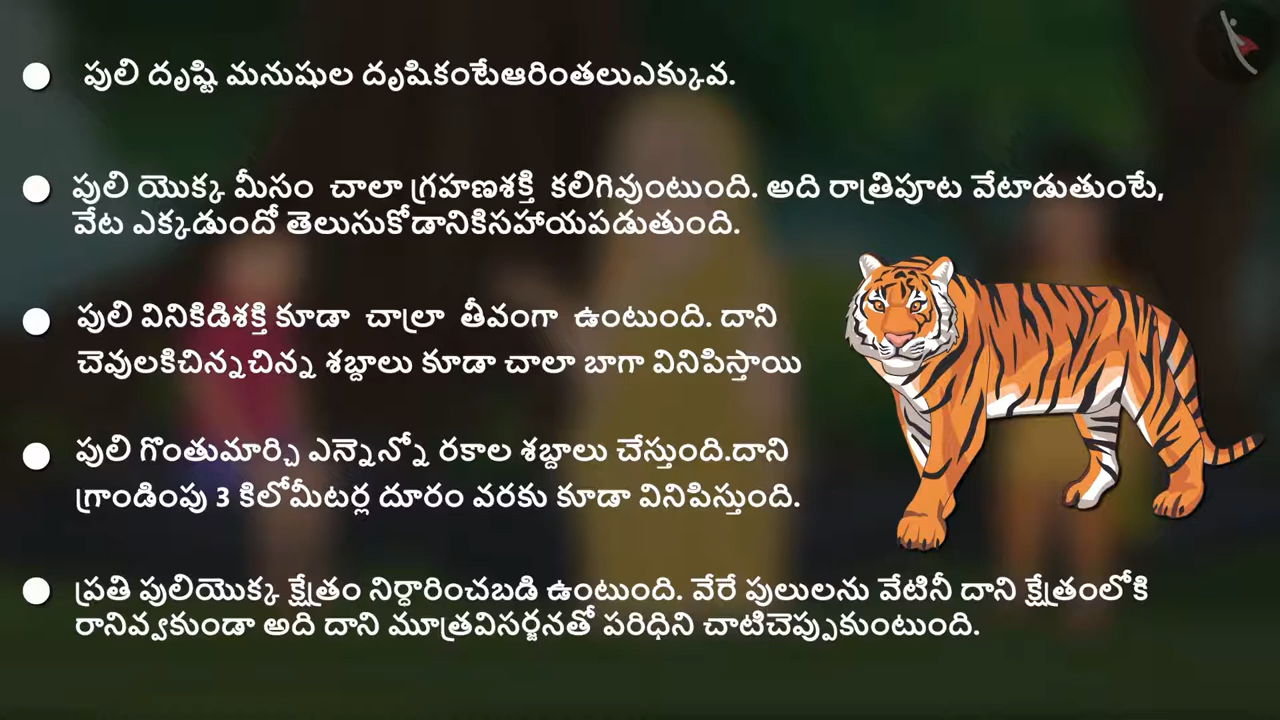 పులి దృష్టి మనుషుల దృషికంటేఆరింతలుఎక్కువ.
పులి యొక్క మీసం చాలా గ్రహణశక్తి కలిగివుంటుంది. అది రాత్రిపూట వేటాడుతుంటే,
వేట ఎక్కడుందో తెలుసుకోడానికిసహాయపడుతుంది.
పులి వినికిడిశక్తి కూడా చాల్రా తీవంగా ఉంటుంది. దాని
చెవులకిచిన్నచిన్న శబ్దాలు కూడా చాలా బాగా వినిపిస్తాయి
పులి గొంతుమార్చి ఎన్నెన్నో రకాల శబ్దాలు చేస్తుంది.దాని
గ్రాండింపు 3 కిలోమీటర్ల దూరం వరకు కూడా వినిపిస్తుంది.
ప్రతి పులియొక్క క్షేత్రం నిర్ధారించబడి ఉంటుంది. వేరే పులులను వేటినీ దాని క్షేత్రంలోకి
రానివ్వకుండా అది దాని మూత్రవిసర్జనతో పరిధిని చాటిచెప్పుకుంటుంది.